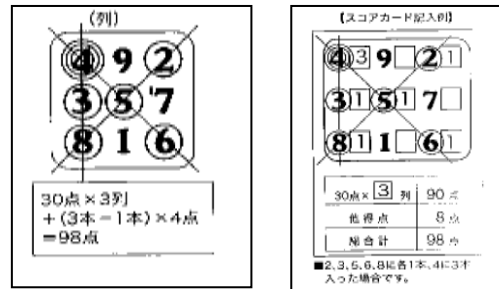 (列)
4 9 2
3 5 7
8 1 6
30点×3列
+(3本-1本)×4点
=98点
【スコアカード記入例】
4 3 9 2 1
3 1 5 1 7
8 1 1 6 1
30点× 3 列 90点
他得点 8点
総合計 98点
■2,3,5,6,8に各1本、4に3本
入った場合です。